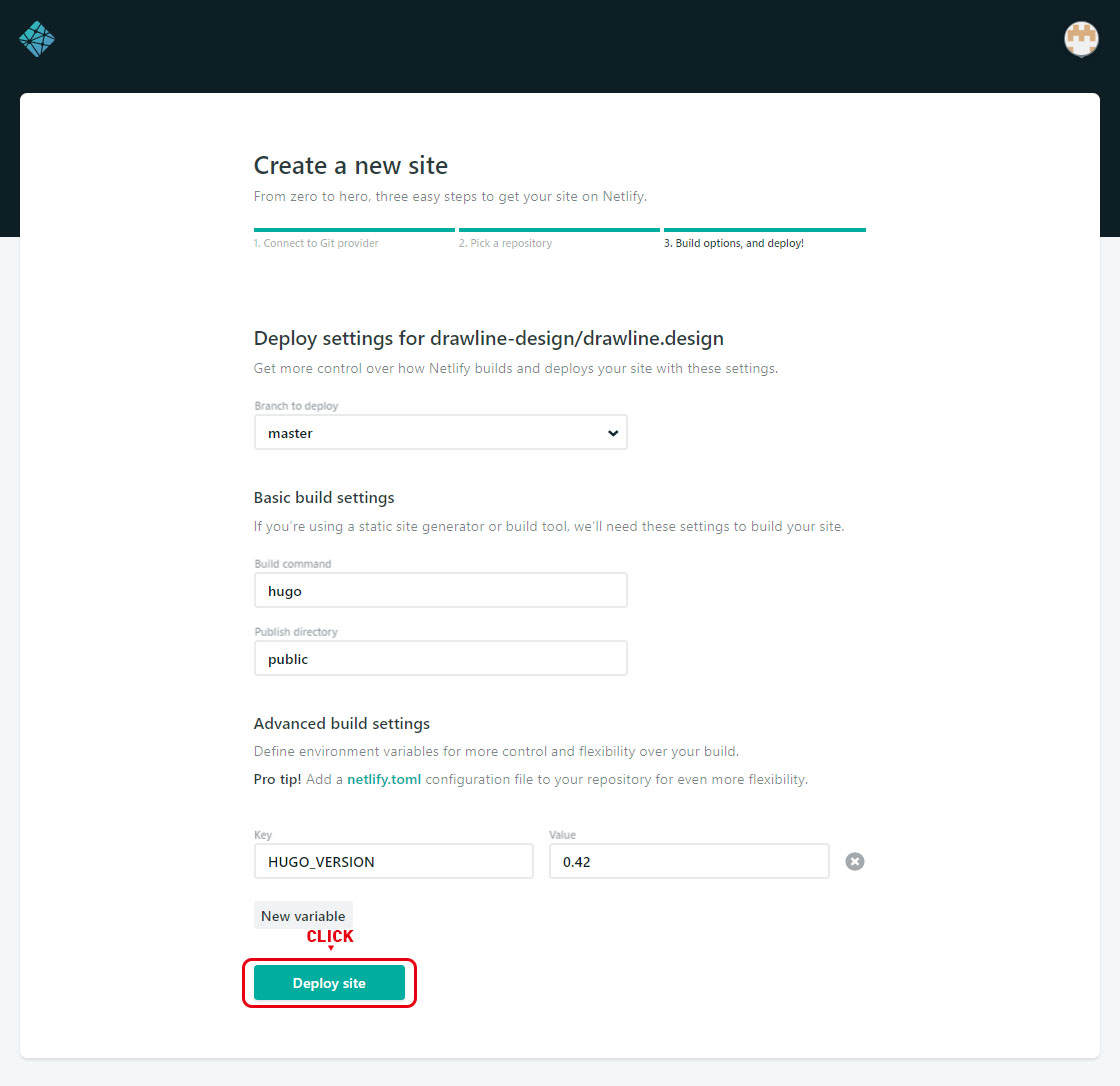 Create a new site
From zero to hero, three easy steps to get your site on Netlify.
1. Connect to Git provider
2. Pick a repository
3. Build options, and deploy!
Deploy settings for drawline-design/drawline.design
Get more control over how Netlify builds and deploys your site with these settings.
Branch to deploy
master
Basic build settings
If you're using a static site generator or build tool, we'll need these settings to build your site.
Build command
hugo
Publish directory
public
Advanced build settings
Define environment variables for more control and flexibility over your build.
Pro tip! Add a netlify.toml configuration file to your repository for even more flexibility.
Key
Value
HUGO_VERSION
0.42
New variable
CLICK
Deploy site